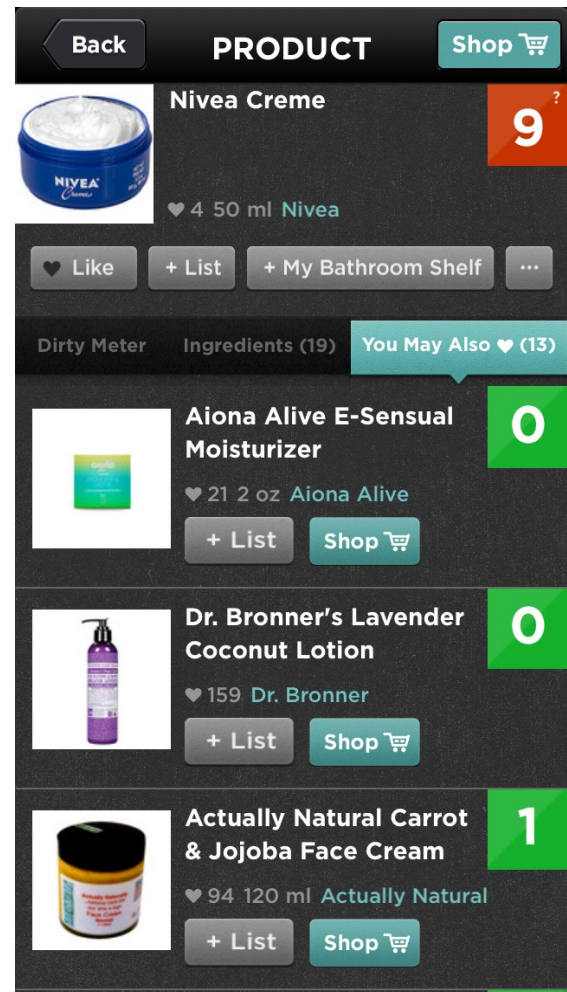 Back
PRODUCT
Shop
Nivea Creme
9 ?
NIVEA
Creme
4 50 ml Nivea
Like
+ List
+ My Bathroom Shelf
...
Dirty Meter
Ingredients (19)
You May Also ♥ (13)
Aiona Alive E-Sensual
Moisturizer
0
21 2 oz Aiona Alive
+ List
Shop
Dr. Bronner's Lavender
Coconut Lotion
0
159 Dr. Bronner
+ List
Shop
Actually Natural Carrot
& Jojoba Face Cream
1
94 120 ml Actually Natural
+ List
Shop